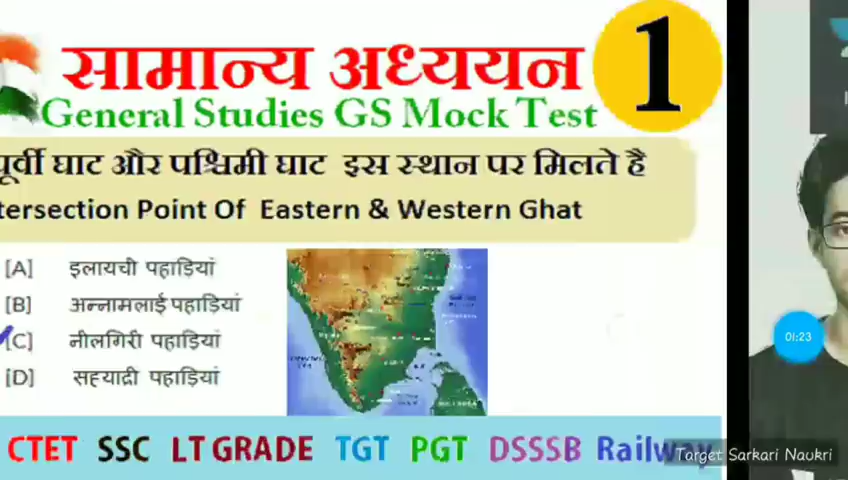 सामान्य अध्ययन
1
General Studies GS Mock Test
पूर्वी घाट और पश्चिमी घाट इस स्थान पर मिलते है
tersection Point Of Eastern & Western Ghat
[A] इलायची पहाड़ियां
[B] अन्नामलाई पहाड़ियां
[C] नीलगिरी पहाड़ियां
[D] सह्याद्री पहाड़ियां
01:23
CTET SSC LT GRADE TGT PGT DSSSB Railway
Target Sarkari Naukri